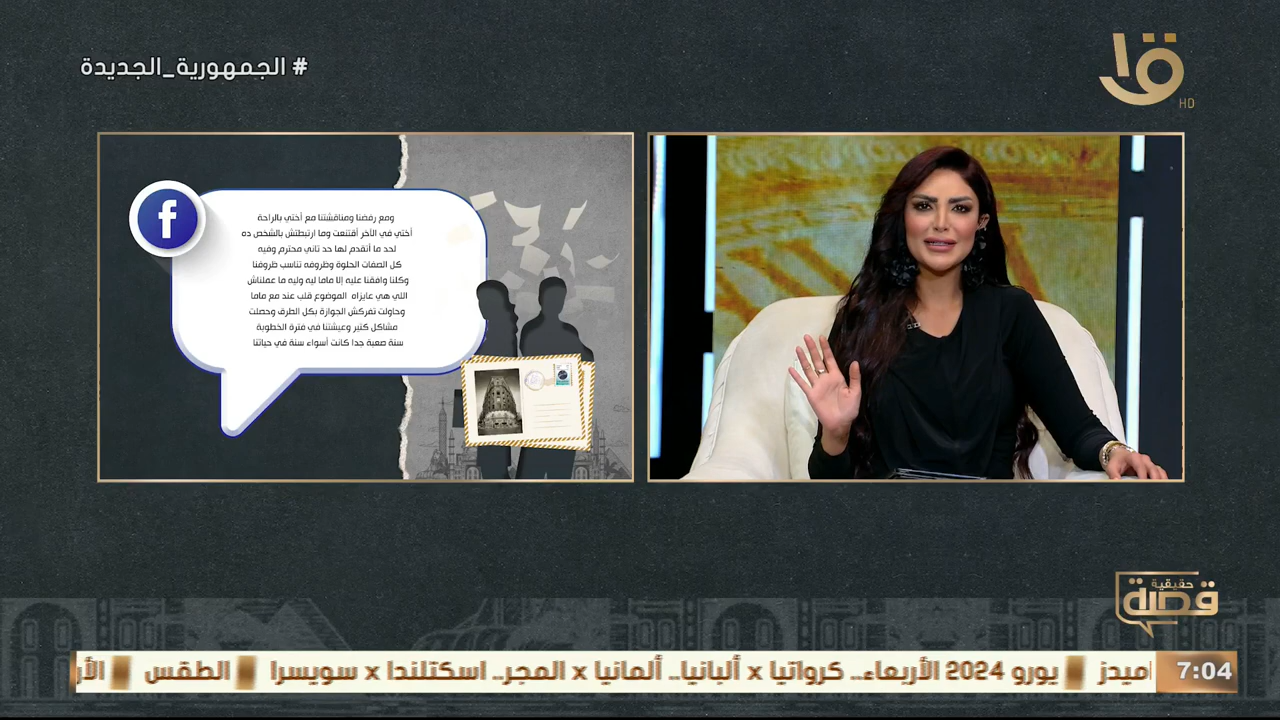 # الجمهورية_الجديدة
HD
ومع رفضنا ومناقشتنا مع أختي بالراحة
أختي في الآخر أقتنعت وما ارتبطتش بالشخص ده
لحد ما أتقدم لها حد تاني محترم وفيه
كل الصفات الحلوة وظروفه تناسب ظروفنا
وكلنا وافقنا عليه إلا ماما ليه وليه ما عملناش
اللي هي عايزاه الموضوع قلب عند مع ماما
وحاولت تفركش الجوازة بكل الطرق وحصلت
مشاكل كتير وعيشتنا في فترة الخطوبة
سنة صعبة جدا كانت أسواء سنة في حياتنا
قصة حقيقية
7:04
اميدز
يورو 2024 الأربعاء.. كرواتيا x ألبانيا.. ألمانيا x المجر.. اسكتلندا x سويسرا
الطقس